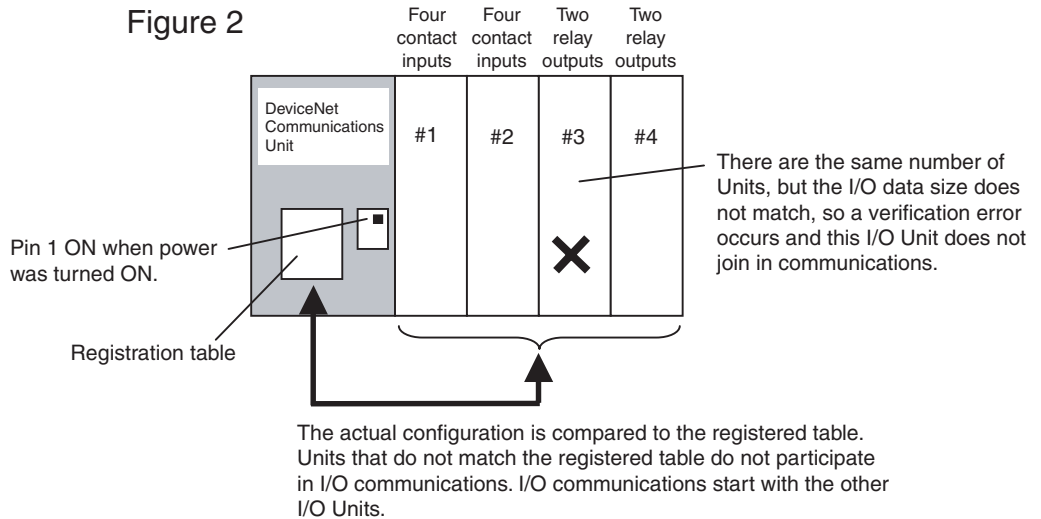 Figure 2
Four
contact
inputs
Four
contact
inputs
Two
relay
outputs
Two
relay
outputs
DeviceNet
Communications
Unit
#1
#2
#3
#4
There are the same number of
Units, but the I/O data size does
not match, so a verification error
occurs and this I/O Unit does not
join in communications.
Pin 1 ON when power
was turned ON.
Registration table
The actual configuration is compared to the registered table.
Units that do not match the registered table do not participate
in I/O communications. I/O communications start with the other
I/O Units.